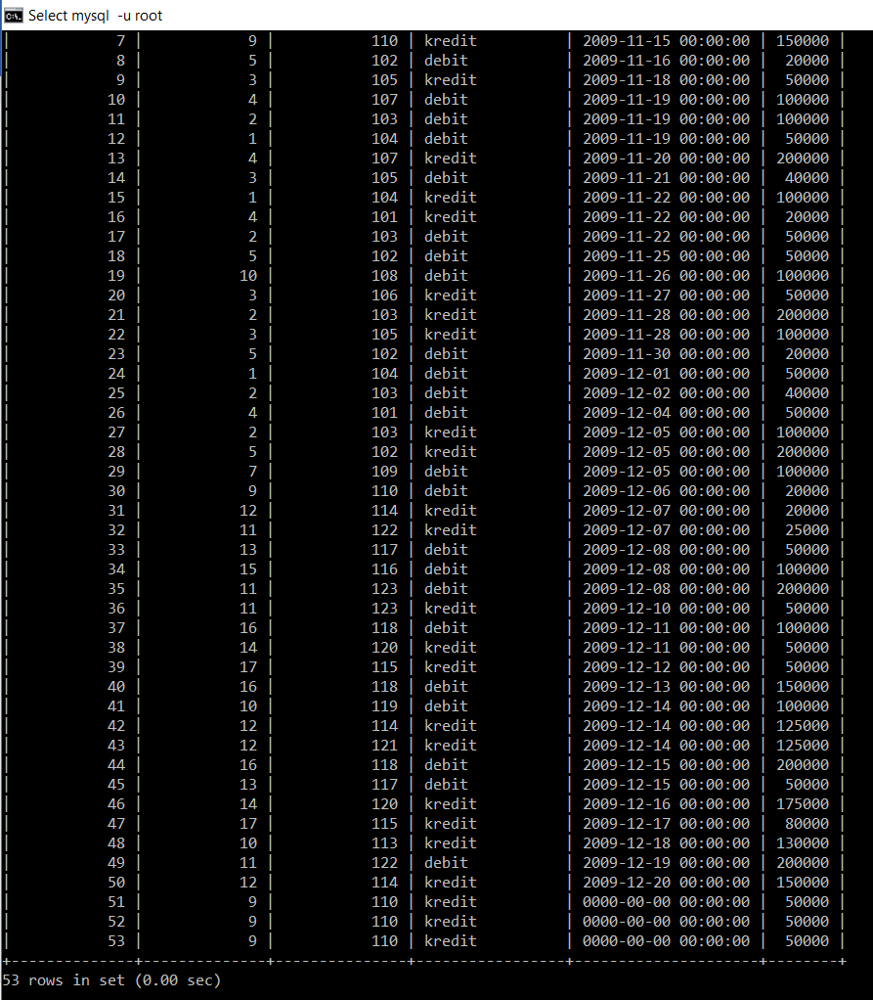 Select mysql -u root
| 7 | 9 | 110 | kredit | 2009-11-15 00:00:00 | 150000 |
| 8 | 5 | 102 | debit | 2009-11-16 00:00:00 | 20000 |
| 9 | 3 | 105 | kredit | 2009-11-18 00:00:00 | 50000 |
| 10 | 4 | 107 | debit | 2009-11-19 00:00:00 | 100000 |
| 11 | 2 | 103 | debit | 2009-11-19 00:00:00 | 100000 |
| 12 | 1 | 104 | debit | 2009-11-19 00:00:00 | 50000 |
| 13 | 4 | 107 | kredit | 2009-11-20 00:00:00 | 200000 |
| 14 | 3 | 105 | debit | 2009-11-21 00:00:00 | 40000 |
| 15 | 1 | 104 | kredit | 2009-11-22 00:00:00 | 100000 |
| 16 | 4 | 101 | kredit | 2009-11-22 00:00:00 | 20000 |
| 17 | 2 | 103 | debit | 2009-11-22 00:00:00 | 50000 |
| 18 | 5 | 102 | debit | 2009-11-25 00:00:00 | 50000 |
| 19 | 10 | 108 | debit | 2009-11-26 00:00:00 | 100000 |
| 20 | 3 | 106 | kredit | 2009-11-27 00:00:00 | 50000 |
| 21 | 2 | 103 | kredit | 2009-11-28 00:00:00 | 200000 |
| 22 | 3 | 105 | kredit | 2009-11-28 00:00:00 | 100000 |
| 23 | 5 | 102 | debit | 2009-11-30 00:00:00 | 20000 |
| 24 | 1 | 104 | debit | 2009-12-01 00:00:00 | 50000 |
| 25 | 2 | 103 | debit | 2009-12-02 00:00:00 | 40000 |
| 26 | 4 | 101 | debit | 2009-12-04 00:00:00 | 50000 |
| 27 | 2 | 103 | kredit | 2009-12-05 00:00:00 | 100000 |
| 28 | 5 | 102 | kredit | 2009-12-05 00:00:00 | 200000 |
| 29 | 7 | 109 | debit | 2009-12-05 00:00:00 | 100000 |
| 30 | 9 | 110 | debit | 2009-12-06 00:00:00 | 20000 |
| 31 | 12 | 114 | kredit | 2009-12-07 00:00:00 | 20000 |
| 32 | 11 | 122 | kredit | 2009-12-07 00:00:00 | 25000 |
| 33 | 13 | 117 | debit | 2009-12-08 00:00:00 | 50000 |
| 34 | 15 | 116 | debit | 2009-12-08 00:00:00 | 100000 |
| 35 | 11 | 123 | debit | 2009-12-08 00:00:00 | 200000 |
| 36 | 11 | 123 | kredit | 2009-12-10 00:00:00 | 50000 |
| 37 | 16 | 118 | debit | 2009-12-11 00:00:00 | 100000 |
| 38 | 14 | 120 | kredit | 2009-12-11 00:00:00 | 50000 |
| 39 | 17 | 115 | kredit | 2009-12-12 00:00:00 | 50000 |
| 40 | 16 | 118 | debit | 2009-12-13 00:00:00 | 150000 |
| 41 | 10 | 119 | debit | 2009-12-14 00:00:00 | 100000 |
| 42 | 12 | 114 | kredit | 2009-12-14 00:00:00 | 125000 |
| 43 | 12 | 121 | kredit | 2009-12-14 00:00:00 | 125000 |
| 44 | 16 | 118 | debit | 2009-12-15 00:00:00 | 200000 |
| 45 | 13 | 117 | debit | 2009-12-15 00:00:00 | 50000 |
| 46 | 14 | 120 | kredit | 2009-12-16 00:00:00 | 175000 |
| 47 | 17 | 115 | kredit | 2009-12-17 00:00:00 | 80000 |
| 48 | 10 | 113 | kredit | 2009-12-18 00:00:00 | 130000 |
| 49 | 11 | 122 | debit | 2009-12-19 00:00:00 | 200000 |
| 50 | 12 | 114 | kredit | 2009-12-20 00:00:00 | 150000 |
| 51 | 9 | 110 | kredit | 0000-00-00 00:00:00 | 50000 |
| 52 | 9 | 110 | kredit | 0000-00-00 00:00:00 | 50000 |
| 53 | 9 | 110 | kredit | 0000-00-00 00:00:00 | 50000 |
+--------------+--------------+---------------+-----------------+---------------------+--------+
53 rows in set (0.00 sec)